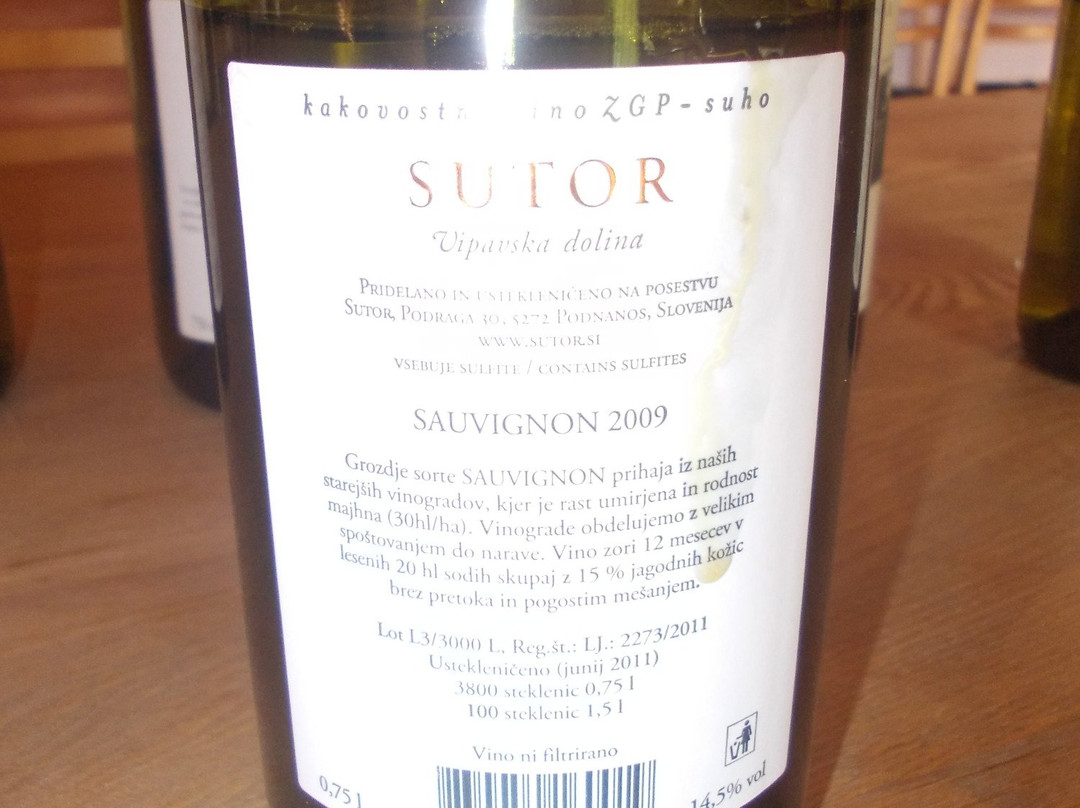 kakovostno vino ZGP - suho
SUTOR
Vipavska dolina
PRIDELANO IN USTEKLENIČENO NA POSESTVU
SUTOR, PODRAGA 30, 5272 PODNANOS, SLOVENIJA
WWW.SUTOR.SI
VSEBUJE SULFITE / CONTAINS SULFITES
SAUVIGNON 2009
Grozdje sorte SAUVIGNON prihaja iz naših
starejših vinogradov, kjer je rast umirjena in rodnost
majhna (30hl/ha). Vinograde obdelujemo z velikim
spoštovanjem do narave. Vino zori 12 mesecev v
lesenih 20 hl sodih skupaj z 15 % jagodnih kožic
brez pretoka in pogostim mešanjem.
Lot L3/3000 L, Reg.št.: LJ.: 2273/2011
Ustekleničeno (junij 2011)
3800 steklenic 0,75 l
100 steklenic 1,5 l
Vino ni filtrirano
0,75 l
14,5% vol